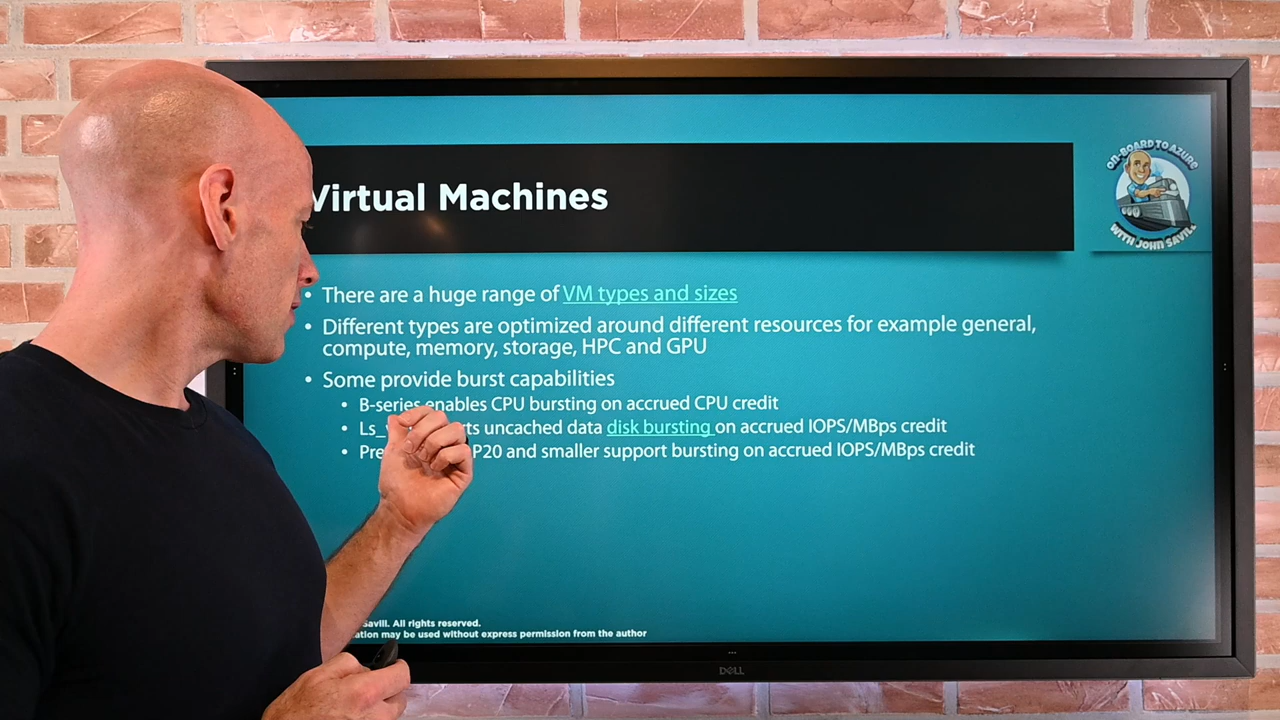 ON-BOARD TO AZURE
WITH JOHN SAVILL
Virtual Machines
• There are a huge range of VM types and sizes
• Different types are optimized around different resources for example general,
compute, memory, storage, HPC and GPU
• Some provide burst capabilities
• B-series enables CPU bursting on accrued CPU credit
• Ls_ uncached data disk bursting on accrued IOPS/MBps credit
• P20 and smaller support bursting on accrued IOPS/MBps credit
Savill. All rights reserved.
may be used without express permission from the author
DELL